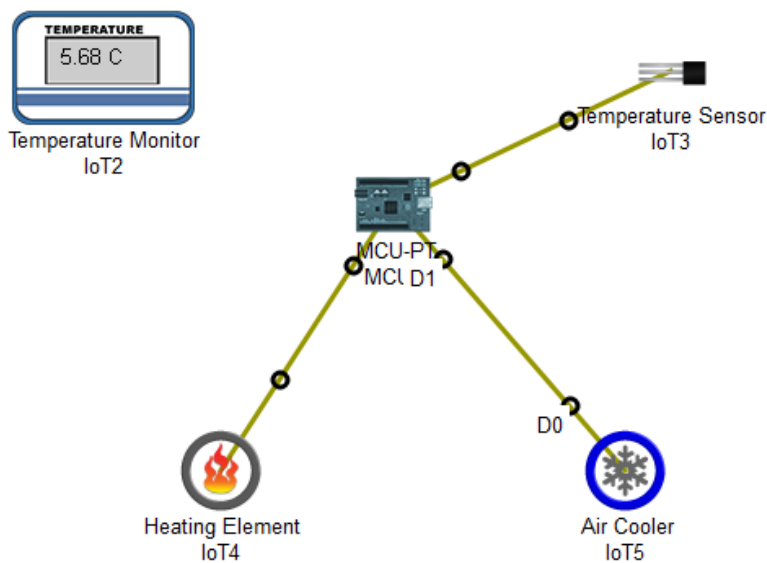 TEMPERATURE
5.68 C
Temperature Monitor
IoT2
Temperature Sensor
IoT3
MCU-PT
MCU D1
D0
Heating Element
IoT4
Air Cooler
IoT5